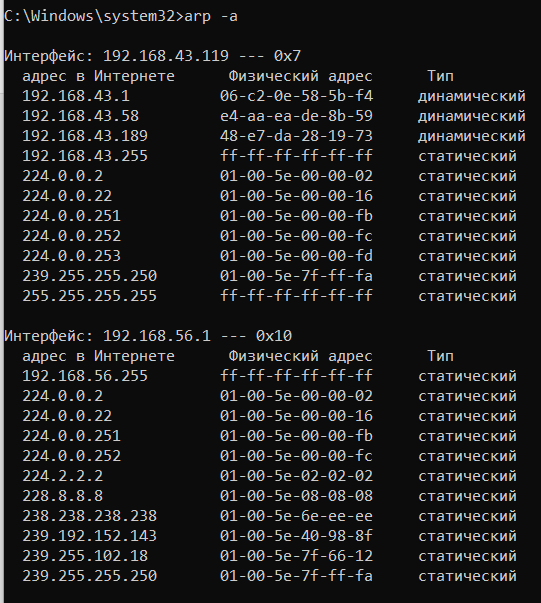 C:\Windows\system32>arp -a
Интерфейс: 192.168.43.119 --- 0x7
адрес в Интернете Физический адрес Тип
192.168.43.1 06-c2-0e-58-5b-f4 динамический
192.168.43.58 e4-aa-ea-de-8b-59 динамический
192.168.43.189 48-e7-da-28-19-73 динамический
192.168.43.255 ff-ff-ff-ff-ff-ff статический
224.0.0.2 01-00-5e-00-00-02 статический
224.0.0.22 01-00-5e-00-00-16 статический
224.0.0.251 01-00-5e-00-00-fb статический
224.0.0.252 01-00-5e-00-00-fc статический
224.0.0.253 01-00-5e-00-00-fd статический
239.255.255.250 01-00-5e-7f-ff-fa статический
255.255.255.255 ff-ff-ff-ff-ff-ff статический
Интерфейс: 192.168.56.1 --- 0x10
адрес в Интернете Физический адрес Тип
192.168.56.255 ff-ff-ff-ff-ff-ff статический
224.0.0.2 01-00-5e-00-00-02 статический
224.0.0.22 01-00-5e-00-00-16 статический
224.0.0.251 01-00-5e-00-00-fb статический
224.0.0.252 01-00-5e-00-00-fc статический
224.2.2.2 01-00-5e-02-02-02 статический
228.8.8.8 01-00-5e-08-08-08 статический
238.238.238.238 01-00-5e-6e-ee-ee статический
239.192.152.143 01-00-5e-40-98-8f статический
239.255.102.18 01-00-5e-7f-66-12 статический
239.255.255.250 01-00-5e-7f-ff-fa статический